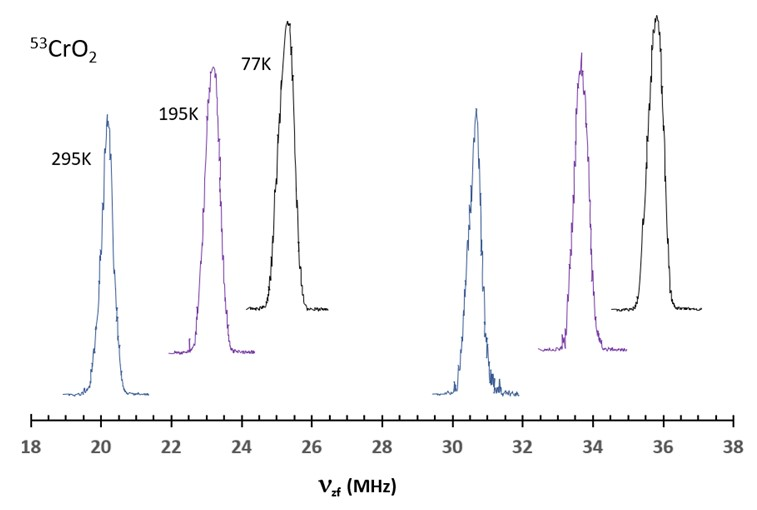 ⁵³CrO₂
77K
195K
295K
18 20 22 24 26 28 30 32 34 36 38
νzf (MHz)